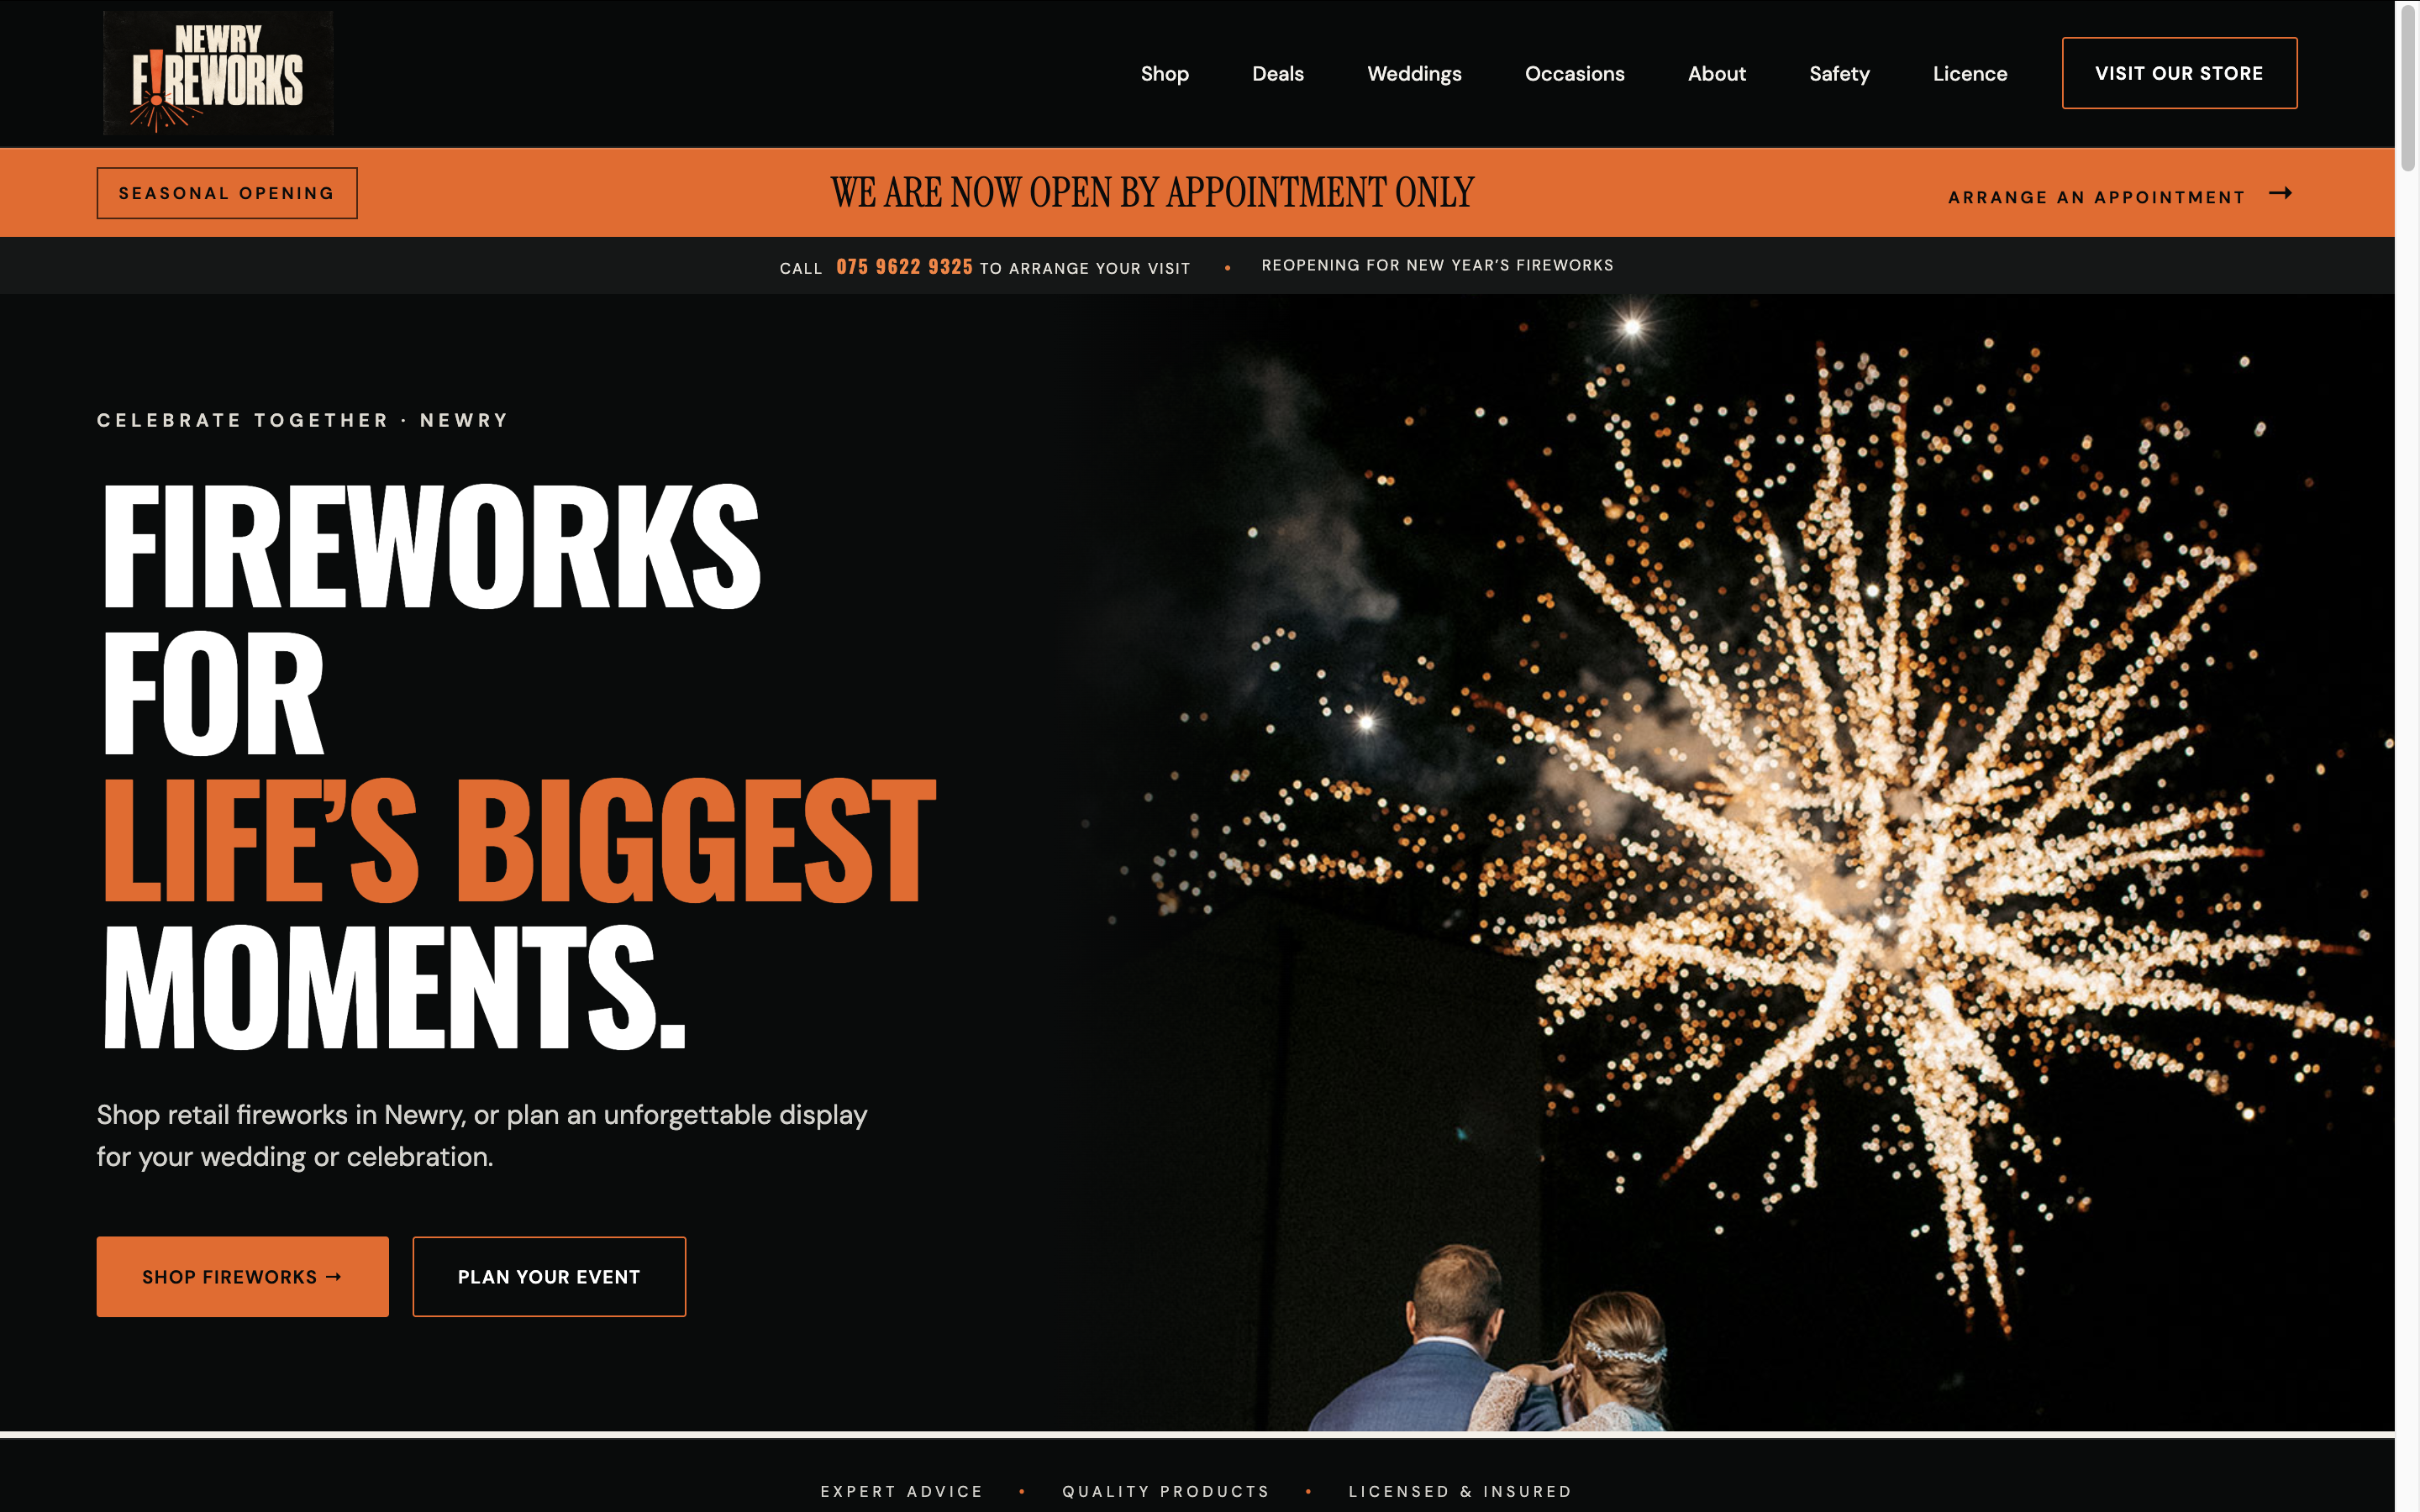 NEWRY
FIREWORKS
Shop Deals Weddings Occasions About Safety Licence VISIT OUR STORE
SEASONAL OPENING WE ARE NOW OPEN BY APPOINTMENT ONLY ARRANGE AN APPOINTMENT →
CALL 075 9622 9325 TO ARRANGE YOUR VISIT • REOPENING FOR NEW YEAR’S FIREWORKS
CELEBRATE TOGETHER · NEWRY
FIREWORKS
FOR
LIFE’S BIGGEST
MOMENTS.
Shop retail fireworks in Newry, or plan an unforgettable display
for your wedding or celebration.
SHOP FIREWORKS → PLAN YOUR EVENT
EXPERT ADVICE • QUALITY PRODUCTS • LICENSED & INSURED